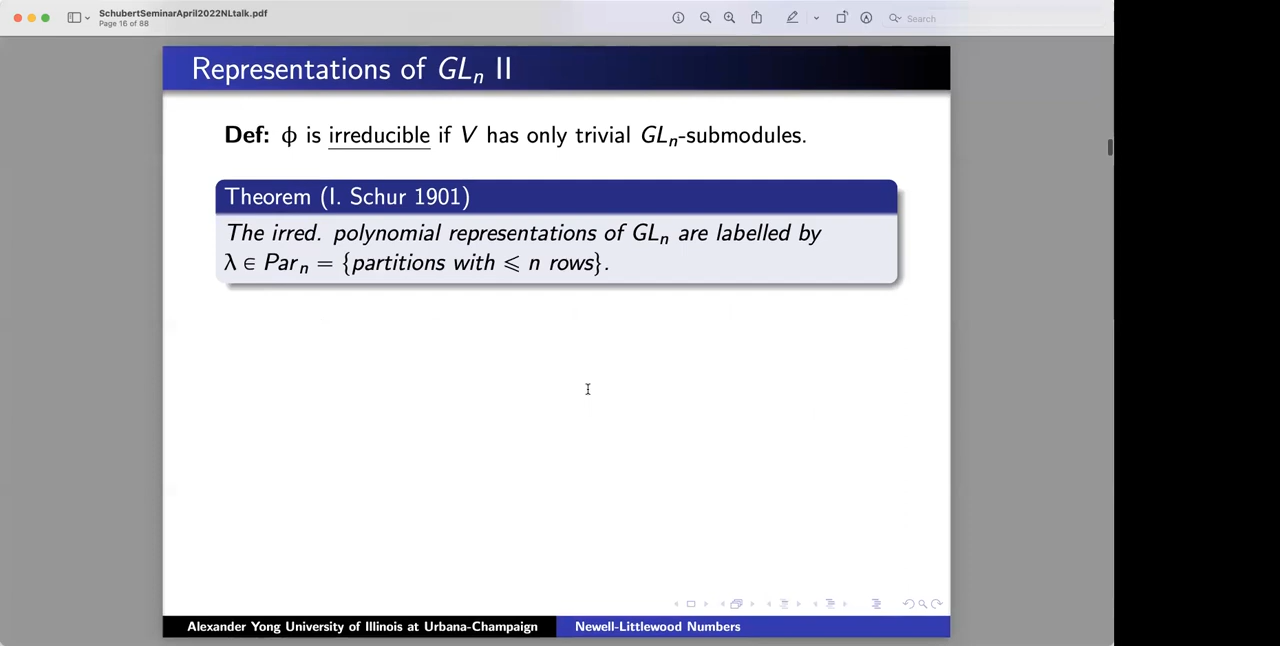 SchubertSeminarApril2022NLtalk.pdf
Page 16 of 88
Search
Representations of GLₙ II
Def: ϕ is irreducible if V has only trivial GLₙ-submodules.
Theorem (I. Schur 1901)
The irred. polynomial representations of GLₙ are labelled by
λ ∈ Parₙ = {partitions with ⩽ n rows}.
Alexander Yong University of Illinois at Urbana-Champaign
Newell-Littlewood Numbers